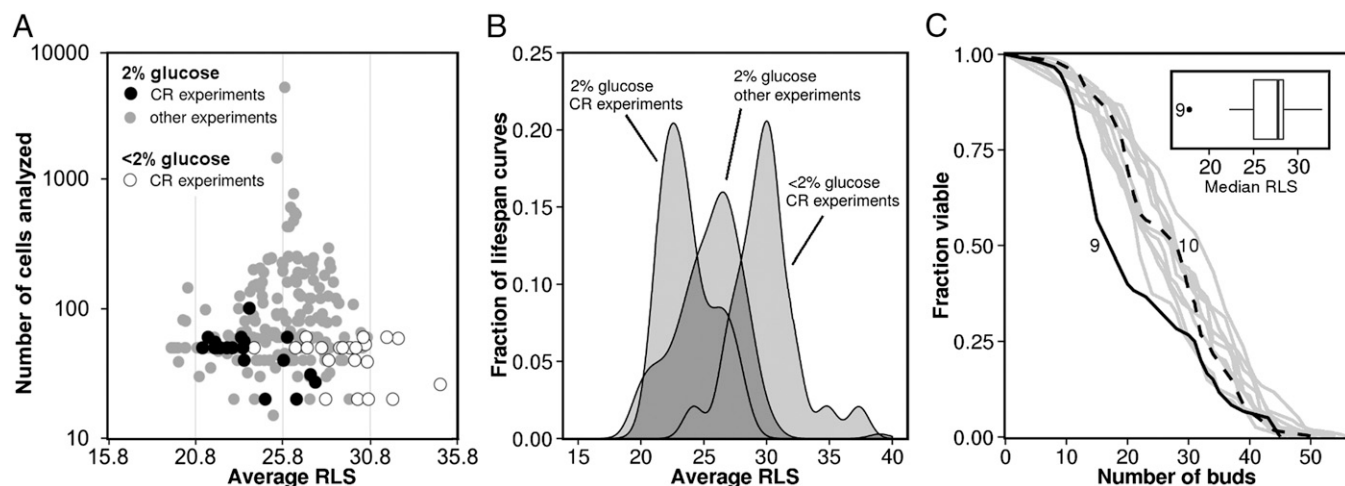 A
10000
1000
100
10
Number of cells analyzed
2% glucose
CR experiments
other experiments
<2% glucose
CR experiments
15.8
20.8
25.8
30.8
35.8
Average RLS
B
0.25
0.20
0.15
0.10
0.05
0.00
Fraction of lifespan curves
2% glucose
CR experiments
2% glucose
other experiments
<2% glucose
CR experiments
15
20
25
30
35
40
Average RLS
C
1.00
0.75
0.50
0.25
0.00
Fraction viable
9
10
9
20
25
30
Median RLS
0
10
20
30
40
50
Number of buds